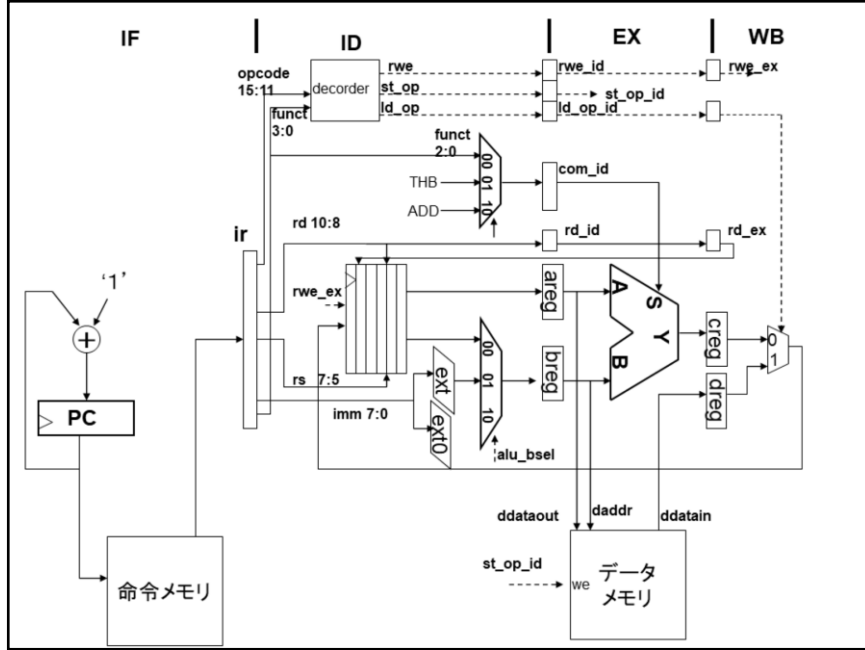 IF
ID
EX
WB
opcode
15:11
decorder
rwe
st_op
ld_op
rwe_id
st_op_id
ld_op_id
rwe_ex
funct
3:0
funct
2:0
00
01
10
THB
ADD
com_id
ir
rd 10:8
rd_id
rd_ex
'1'
+
PC
rwe_ex
rs 7:5
imm 7:0
ext
ext0
00
01
10
alu_bsel
areg
breg
A
B
S
Y
creg
dreg
0
1
ddataout
daddr
ddatain
st_op_id
we
データ
メモリ
命令メモリ